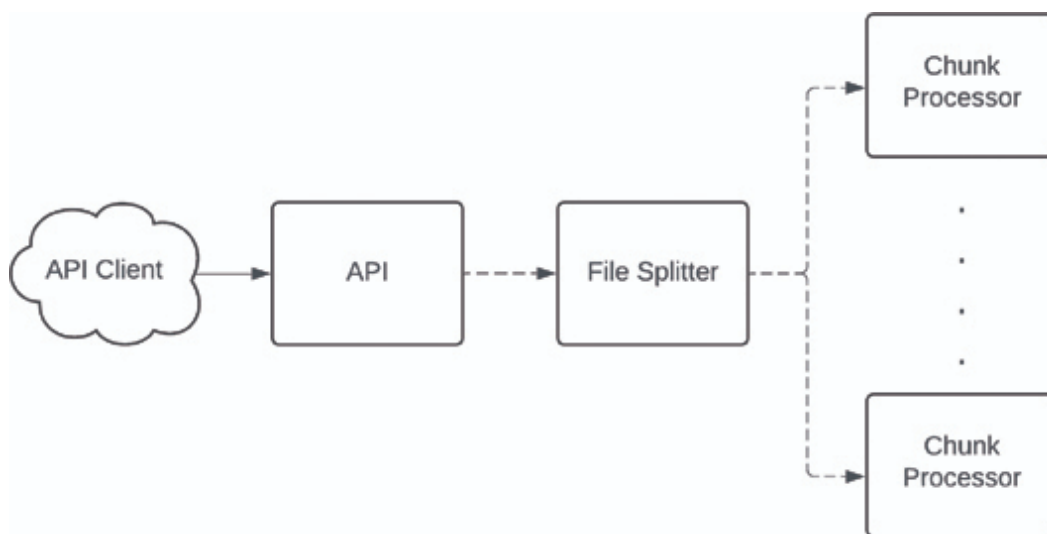 API Client
API
File Splitter
Chunk
Processor
Chunk
Processor